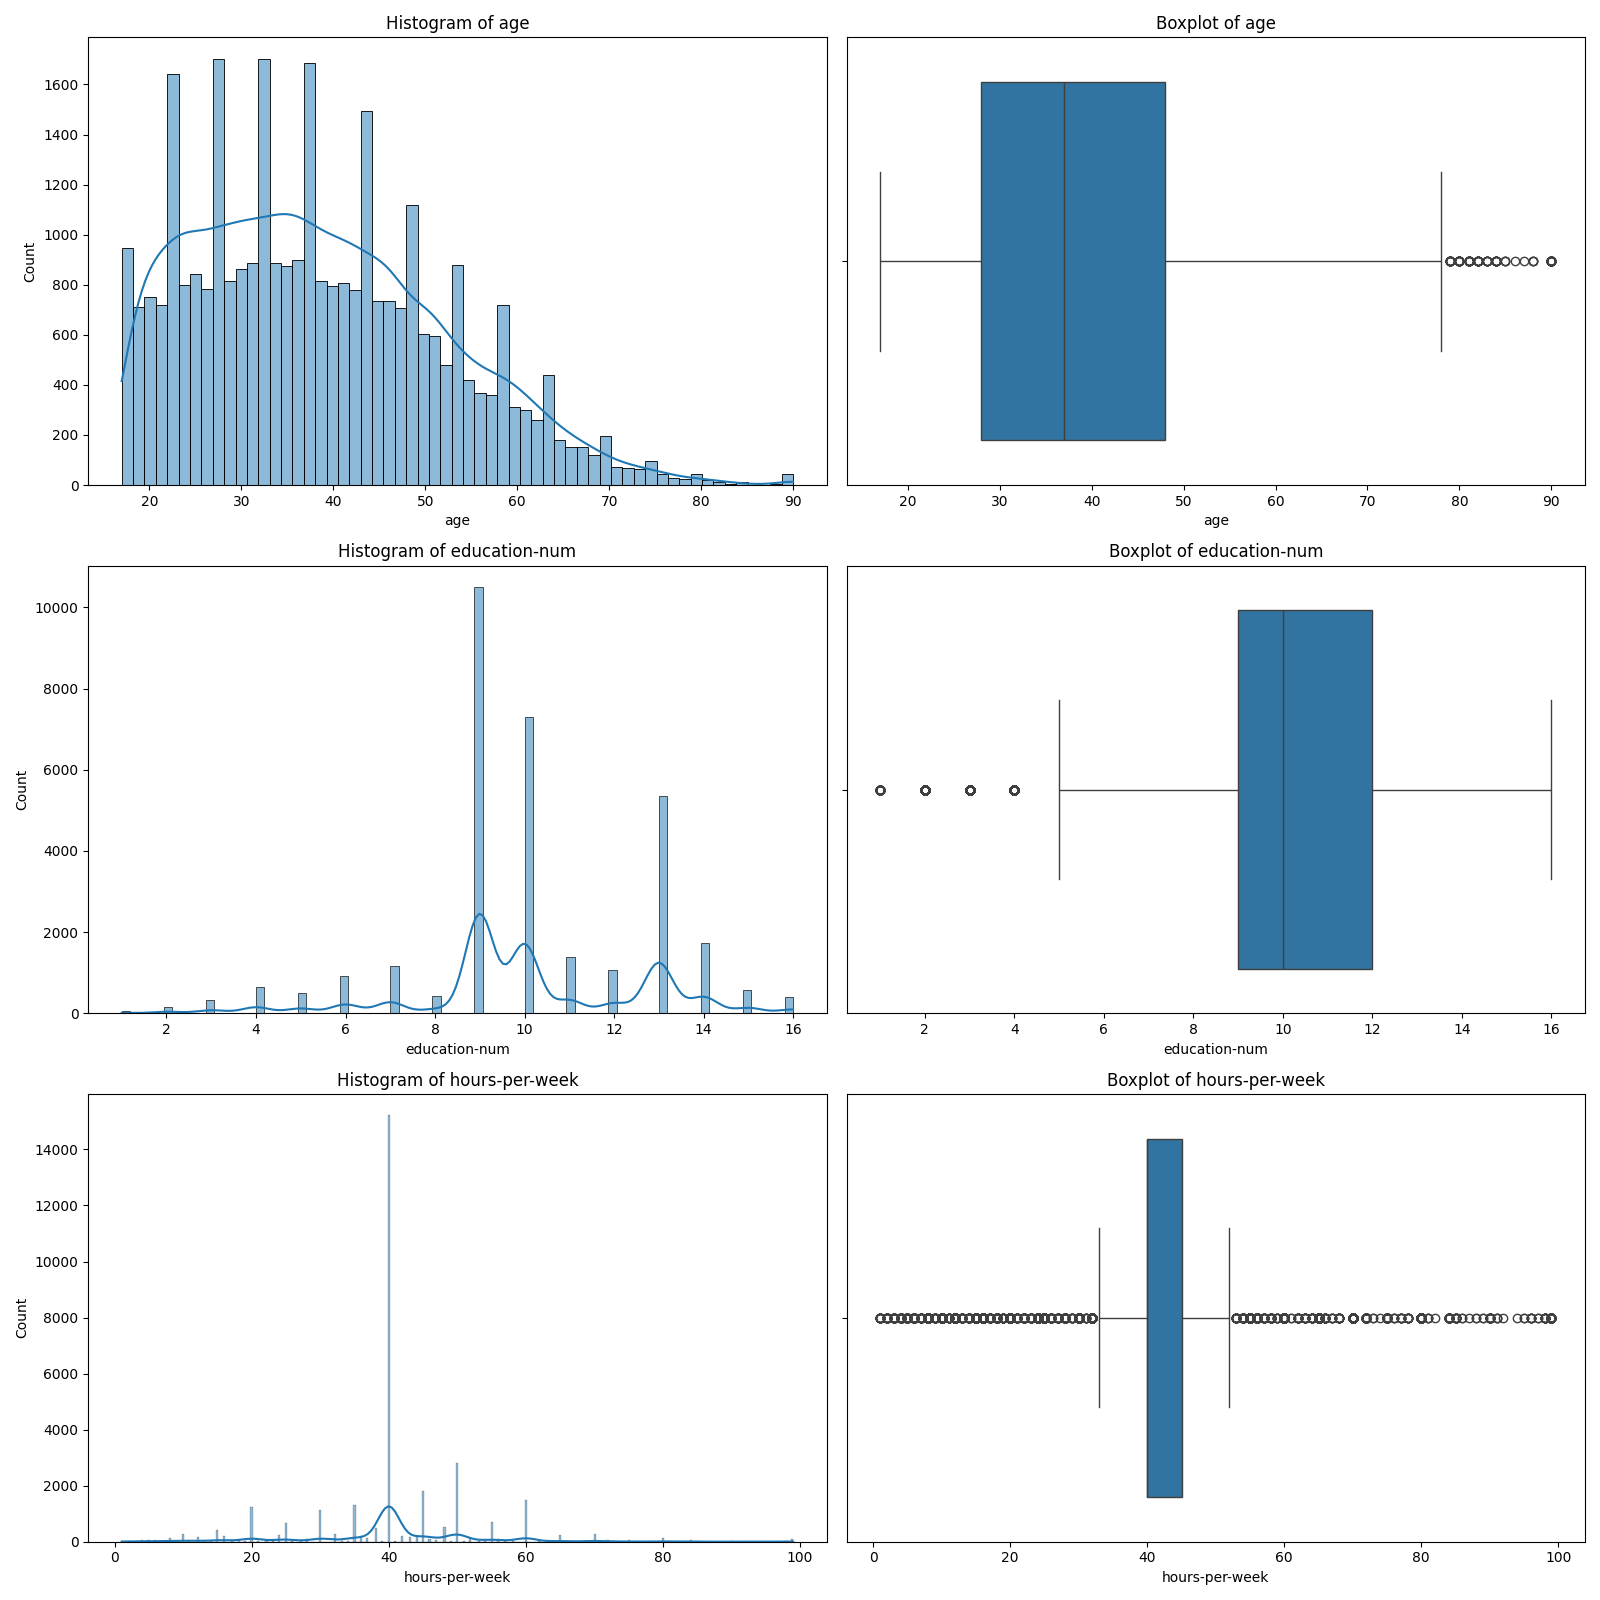 Histogram of age
Boxplot of age
Count
1600
1400
1200
1000
800
600
400
200
0
20 30 40 50 60 70 80 90
age
20 30 40 50 60 70 80 90
age
Histogram of education-num
Boxplot of education-num
Count
10000
8000
6000
4000
2000
0
2 4 6 8 10 12 14 16
education-num
2 4 6 8 10 12 14 16
education-num
Histogram of hours-per-week
Boxplot of hours-per-week
Count
14000
12000
10000
8000
6000
4000
2000
0
0 20 40 60 80 100
hours-per-week
0 20 40 60 80 100
hours-per-week